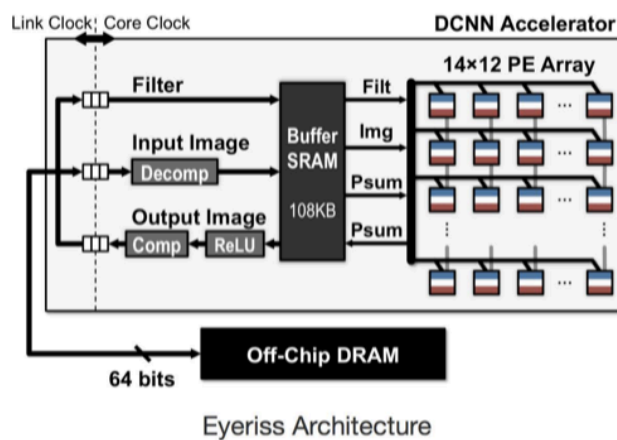 Link Clock Core Clock
DCNN Accelerator
14×12 PE Array
Filter
Filt
Input Image
Buffer
SRAM
Img
Decomp
108KB
Psum
Output Image
Psum
Comp
ReLU
...
...
...
...
Off-Chip DRAM
64 bits
Eyeriss Architecture